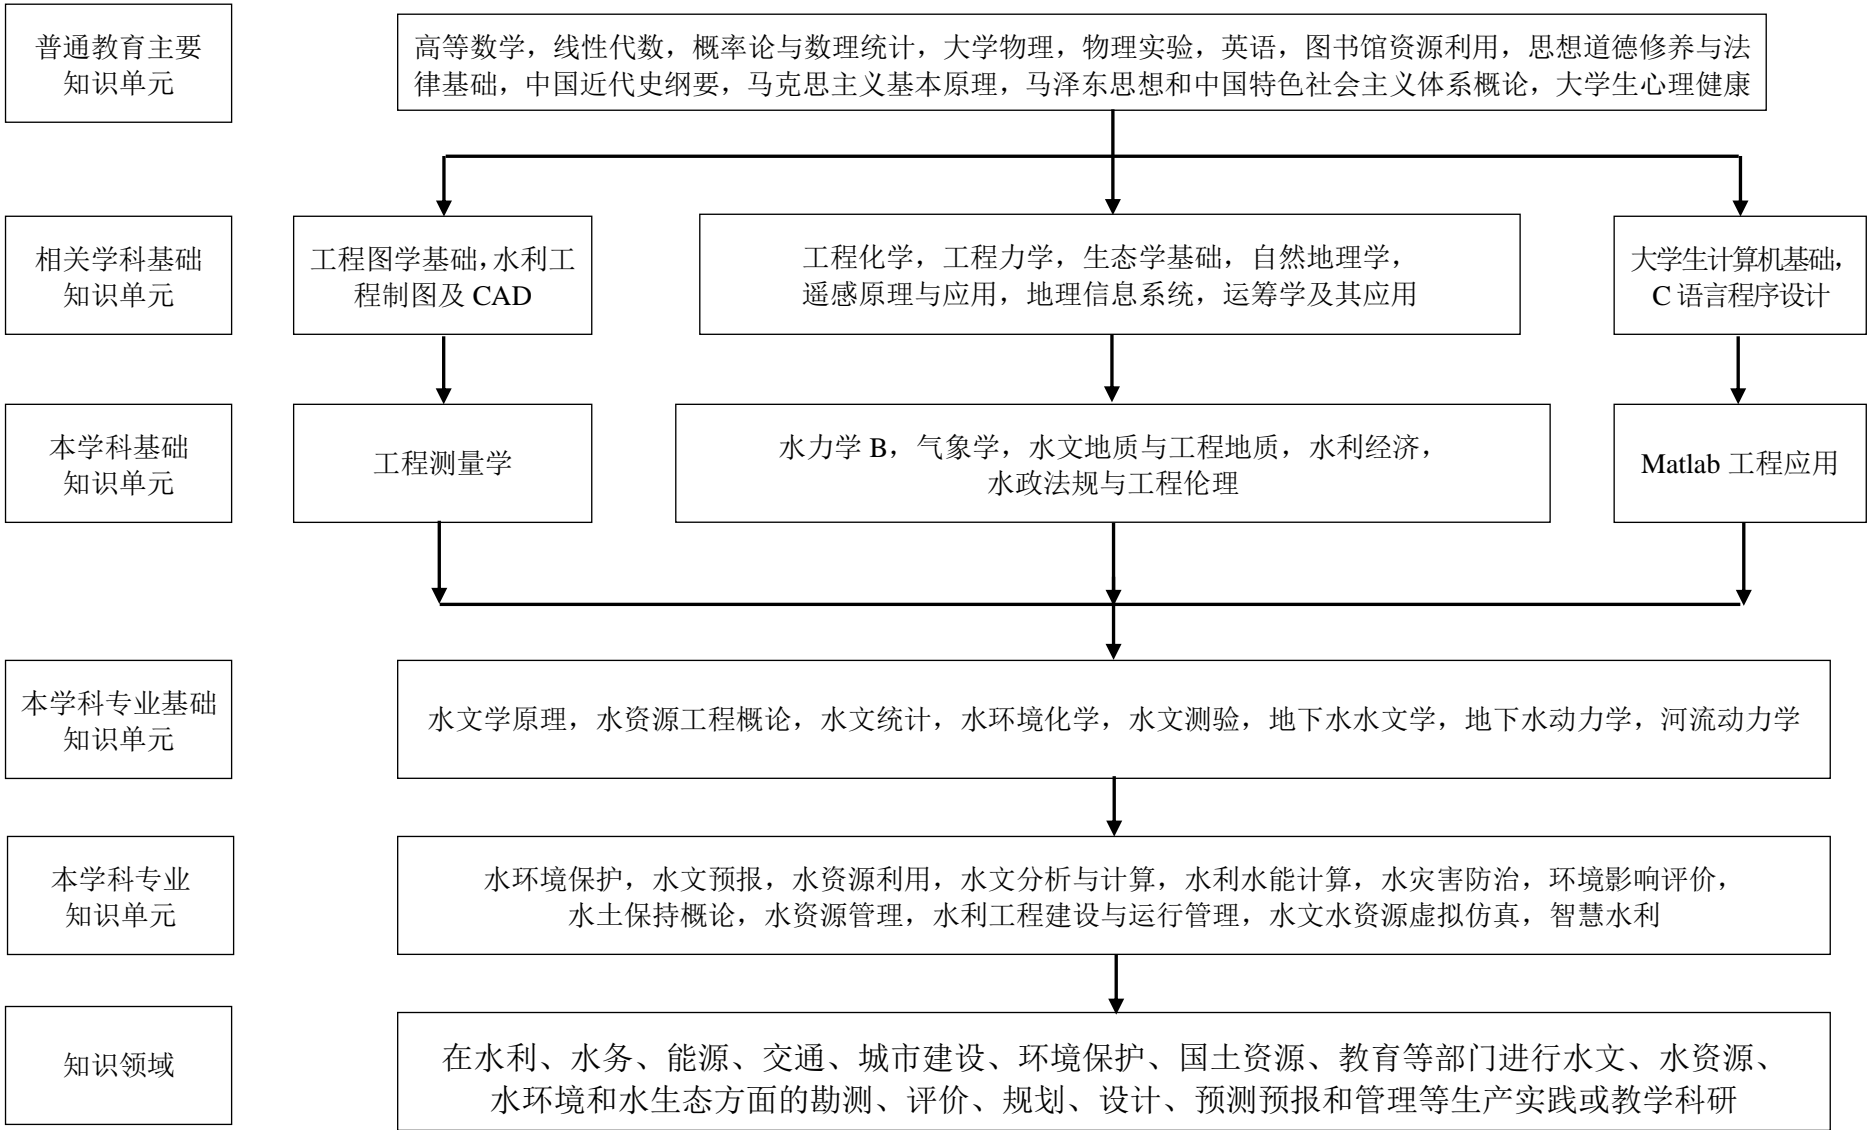 普通教育主要
知识单元
高等数学，线性代数，概率论与数理统计，大学物理，物理实验，英语，图书馆资源利用，思想道德修养与法
律基础，中国近代史纲要，马克思主义基本原理，马泽东思想和中国特色社会主义体系概论，大学生心理健康
相关学科基础
知识单元
工程图学基础，水利工
程制图及 CAD
工程化学，工程力学，生态学基础，自然地理学，
遥感原理与应用，地理信息系统，运筹学及其应用
大学生计算机基础，
C 语言程序设计
本学科基础
知识单元
工程测量学
水力学 B，气象学，水文地质与工程地质，水利经济，
水政法规与工程伦理
Matlab 工程应用
本学科专业基础
知识单元
水文学原理，水资源工程概论，水文统计，水环境化学，水文测验，地下水水文学，地下水动力学，河流动力学
本学科专业
知识单元
水环境保护，水文预报，水资源利用，水文分析与计算，水利水能计算，水灾害防治，环境影响评价，
水土保持概论，水资源管理，水利工程建设与运行管理，水文水资源虚拟仿真，智慧水利
知识领域
在水利、水务、能源、交通、城市建设、环境保护、国土资源、教育等部门进行水文、水资源、
水环境和水生态方面的勘测、评价、规划、设计、预测预报和管理等生产实践或教学科研